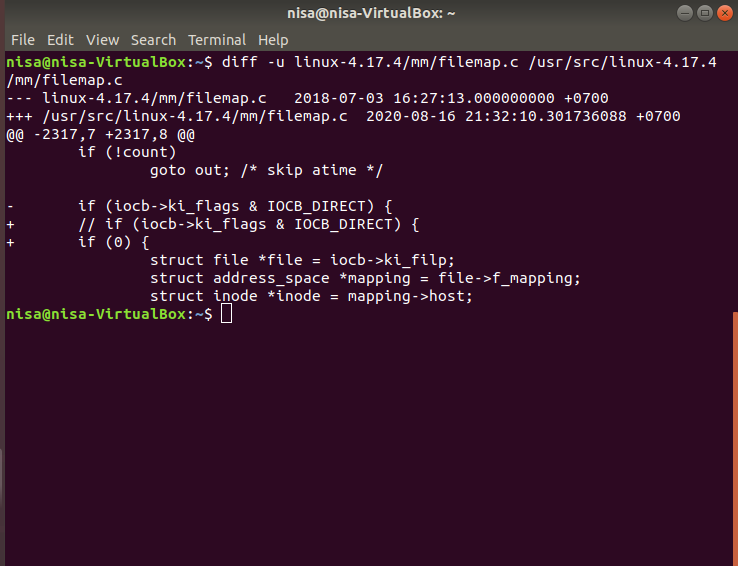 nisa@nisa-VirtualBox: ~
File Edit View Search Terminal Help
nisa@nisa-VirtualBox:~$ diff -u linux-4.17.4/mm/filemap.c /usr/src/linux-4.17.4
/mm/filemap.c
--- linux-4.17.4/mm/filemap.c   2018-07-03 16:27:13.000000000 +0700
+++ /usr/src/linux-4.17.4/mm/filemap.c  2020-08-16 21:32:10.301736088 +0700
@@ -2317,7 +2317,8 @@
        if (!count)
                goto out; /* skip atime */
-       if (iocb->ki_flags & IOCB_DIRECT) {
+       // if (iocb->ki_flags & IOCB_DIRECT) {
+       if (0) {
                struct file *file = iocb->ki_filp;
                struct address_space *mapping = file->f_mapping;
                struct inode *inode = mapping->host;
nisa@nisa-VirtualBox:~$